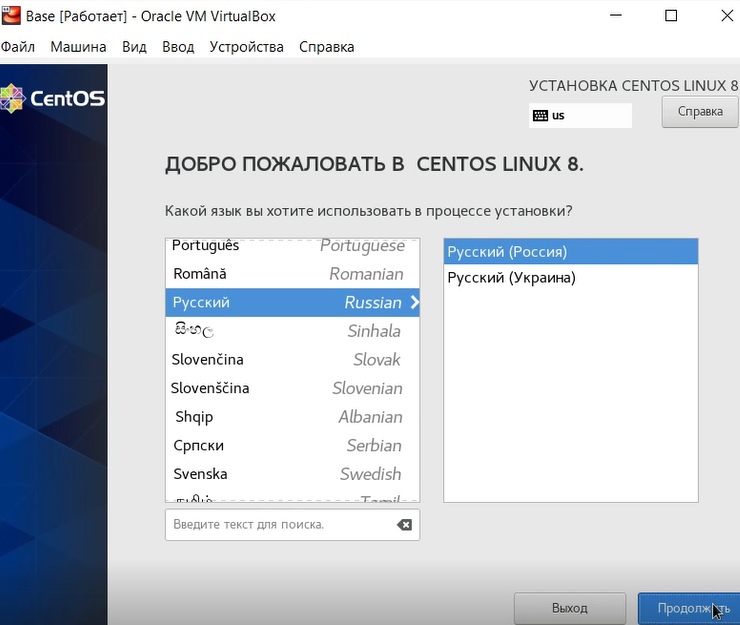 Base [Работает] - Oracle VM VirtualBox
Файл Машина Вид Ввод Устройства Справка
CentOS
УСТАНОВКА CENTOS LINUX 8
us
Справка
ДОБРО ПОЖАЛОВАТЬ В CENTOS LINUX 8.
Какой язык вы хотите использовать в процессе установки?
Português Portuguese
Română Romanian
Русский Russian
සිංහල Sinhala
Slovenčina Slovak
Slovenščina Slovenian
Shqip Albanian
Српски Serbian
Svenska Swedish
தமிழ் Tamil
Русский (Россия)
Русский (Украина)
Введите текст для поиска.
Выход
Продолжить